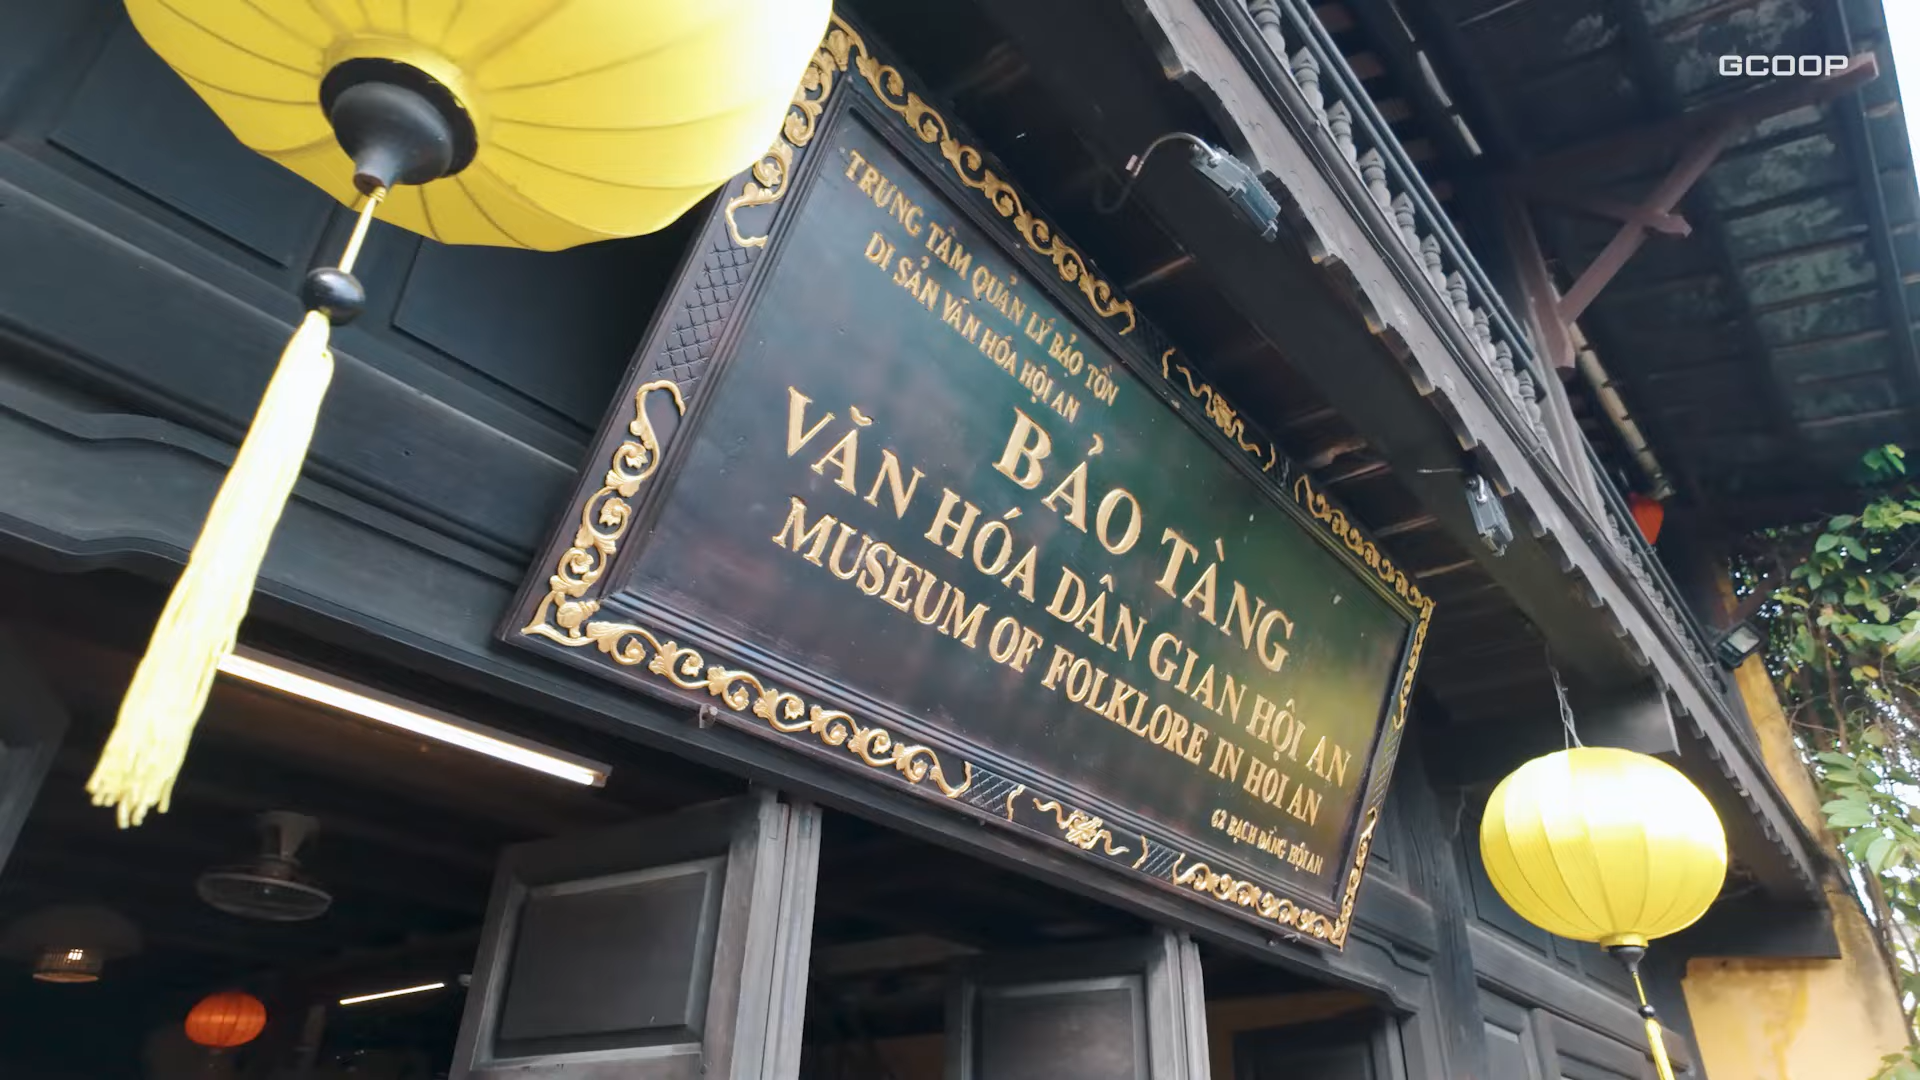 GCOOP
TRUNG TÂM QUẢN LÝ BẢO TỒN
DI SẢN VĂN HÓA HỘI AN
BẢO TÀNG
VĂN HÓA DÂN GIAN HỘI AN
MUSEUM OF FOLKLORE IN HỘI AN
62 BẠCH ĐẰNG HỘI AN